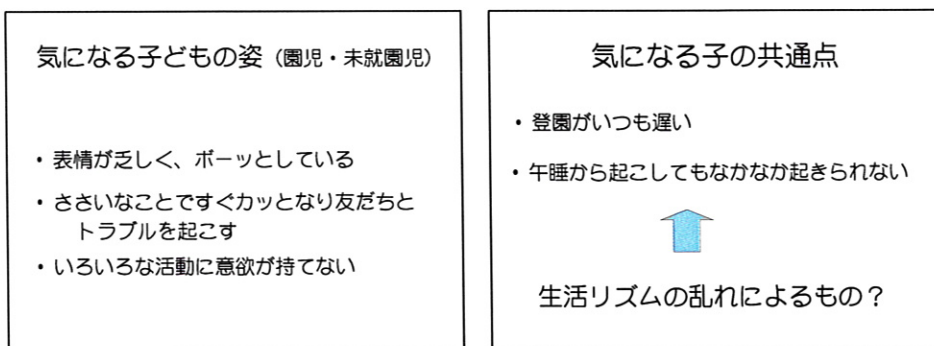 気になる子どもの姿（園児・未就園児）
・表情が乏しく、ボーッとしている
・ささいなことですぐカッとなり友だちと
トラブルを起こす
・いろいろな活動に意欲が持てない
気になる子の共通点
・登園がいつも遅い
・午睡から起こしてもなかなか起きられない
生活リズムの乱れによるもの？